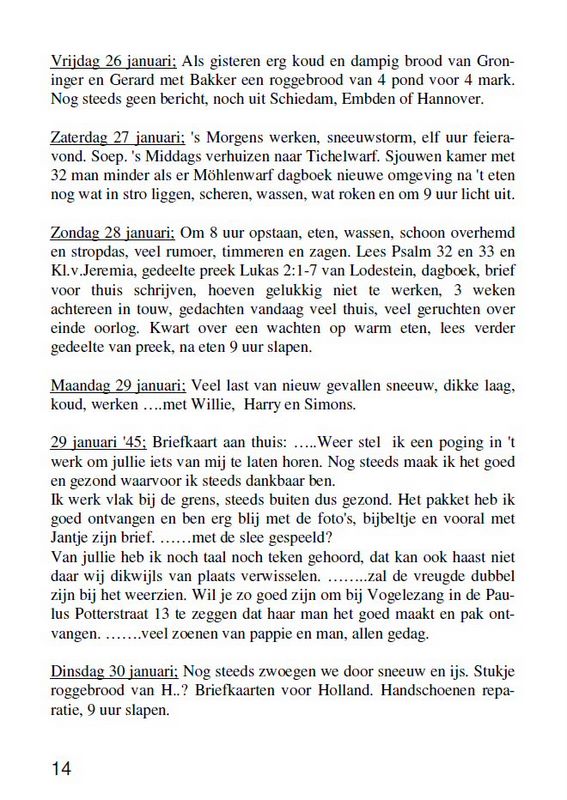 Vrijdag 26 januari; Als gisteren erg koud en dampig brood van Gron-
inger en Gerard met Bakker een roggebrood van 4 pond voor 4 mark.
Nog steeds geen bericht, noch uit Schiedam, Embden of Hannover.
Zaterdag 27 januari; 's Morgens werken, sneeuwstorm, elf uur feiera-
vond. Soep. 's Middags verhuizen naar Tichelwarf. Sjouwen kamer met
32 man minder als er Möhlenwarf dagboek nieuwe omgeving na 't eten
nog wat in stro liggen, scheren, wassen, wat roken en om 9 uur licht uit.
Zondag 28 januari; Om 8 uur opstaan, eten, wassen, schoon overhemd
en stropdas, veel rumoer, timmeren en zagen. Lees Psalm 32 en 33 en
Kl.v.Jeremia, gedeelte preek Lukas 2:1-7 van Lodestein, dagboek, brief
voor thuis schrijven, hoeven gelukkig niet te werken, 3 weken
achtereen in touw, gedachten vandaag veel thuis, veel geruchten over
einde oorlog. Kwart over een wachten op warm eten, lees verder
gedeelte van preek, na eten 9 uur slapen.
Maandag 29 januari; Veel last van nieuw gevallen sneeuw, dikke laag,
koud, werken ….met Willie, Harry en Simons.
29 januari '45; Briefkaart aan thuis: …..Weer stel ik een poging in 't
werk om jullie iets van mij te laten horen. Nog steeds maak ik het goed
en gezond waarvoor ik steeds dankbaar ben.
Ik werk vlak bij de grens, steeds buiten dus gezond. Het pakket heb ik
goed ontvangen en ben erg blij met de foto's, bijbeltje en vooral met
Jantje zijn brief. ……met de slee gespeeld?
Van jullie heb ik noch taal noch teken gehoord, dat kan ook haast niet
daar wij dikwijls van plaats verwisselen. ……..zal de vreugde dubbel
zijn bij het weerzien. Wil je zo goed zijn om bij Vogelezang in de Pau-
lus Potterstraat 13 te zeggen dat haar man het goed maakt en pak ont-
vangen. …….veel zoenen van pappie en man, allen gedag.
Dinsdag 30 januari; Nog steeds zwoegen we door sneeuw en ijs. Stukje
roggebrood van H..? Briefkaarten voor Holland. Handschoenen repa-
ratie, 9 uur slapen.
14